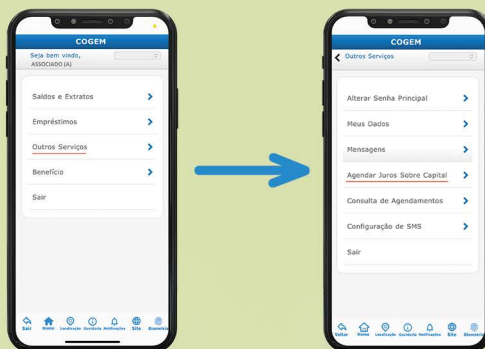 COGEM
Seja bem vindo,
ASSOCIADO (A)
Saldos e Extratos
Empréstimos
Outros Serviços
Benefício
Sair
Sair
Home
Localização
Ouvidoria
Notificações
Site
Biometria
COGEM
Outros Serviços
Alterar Senha Principal
Meus Dados
Mensagens
Agendar Juros Sobre Capital
Consulta de Agendamentos
Configuração de SMS
Sair
Voltar
Home
Localização
Ouvidoria
Notificações
Site
Biometria